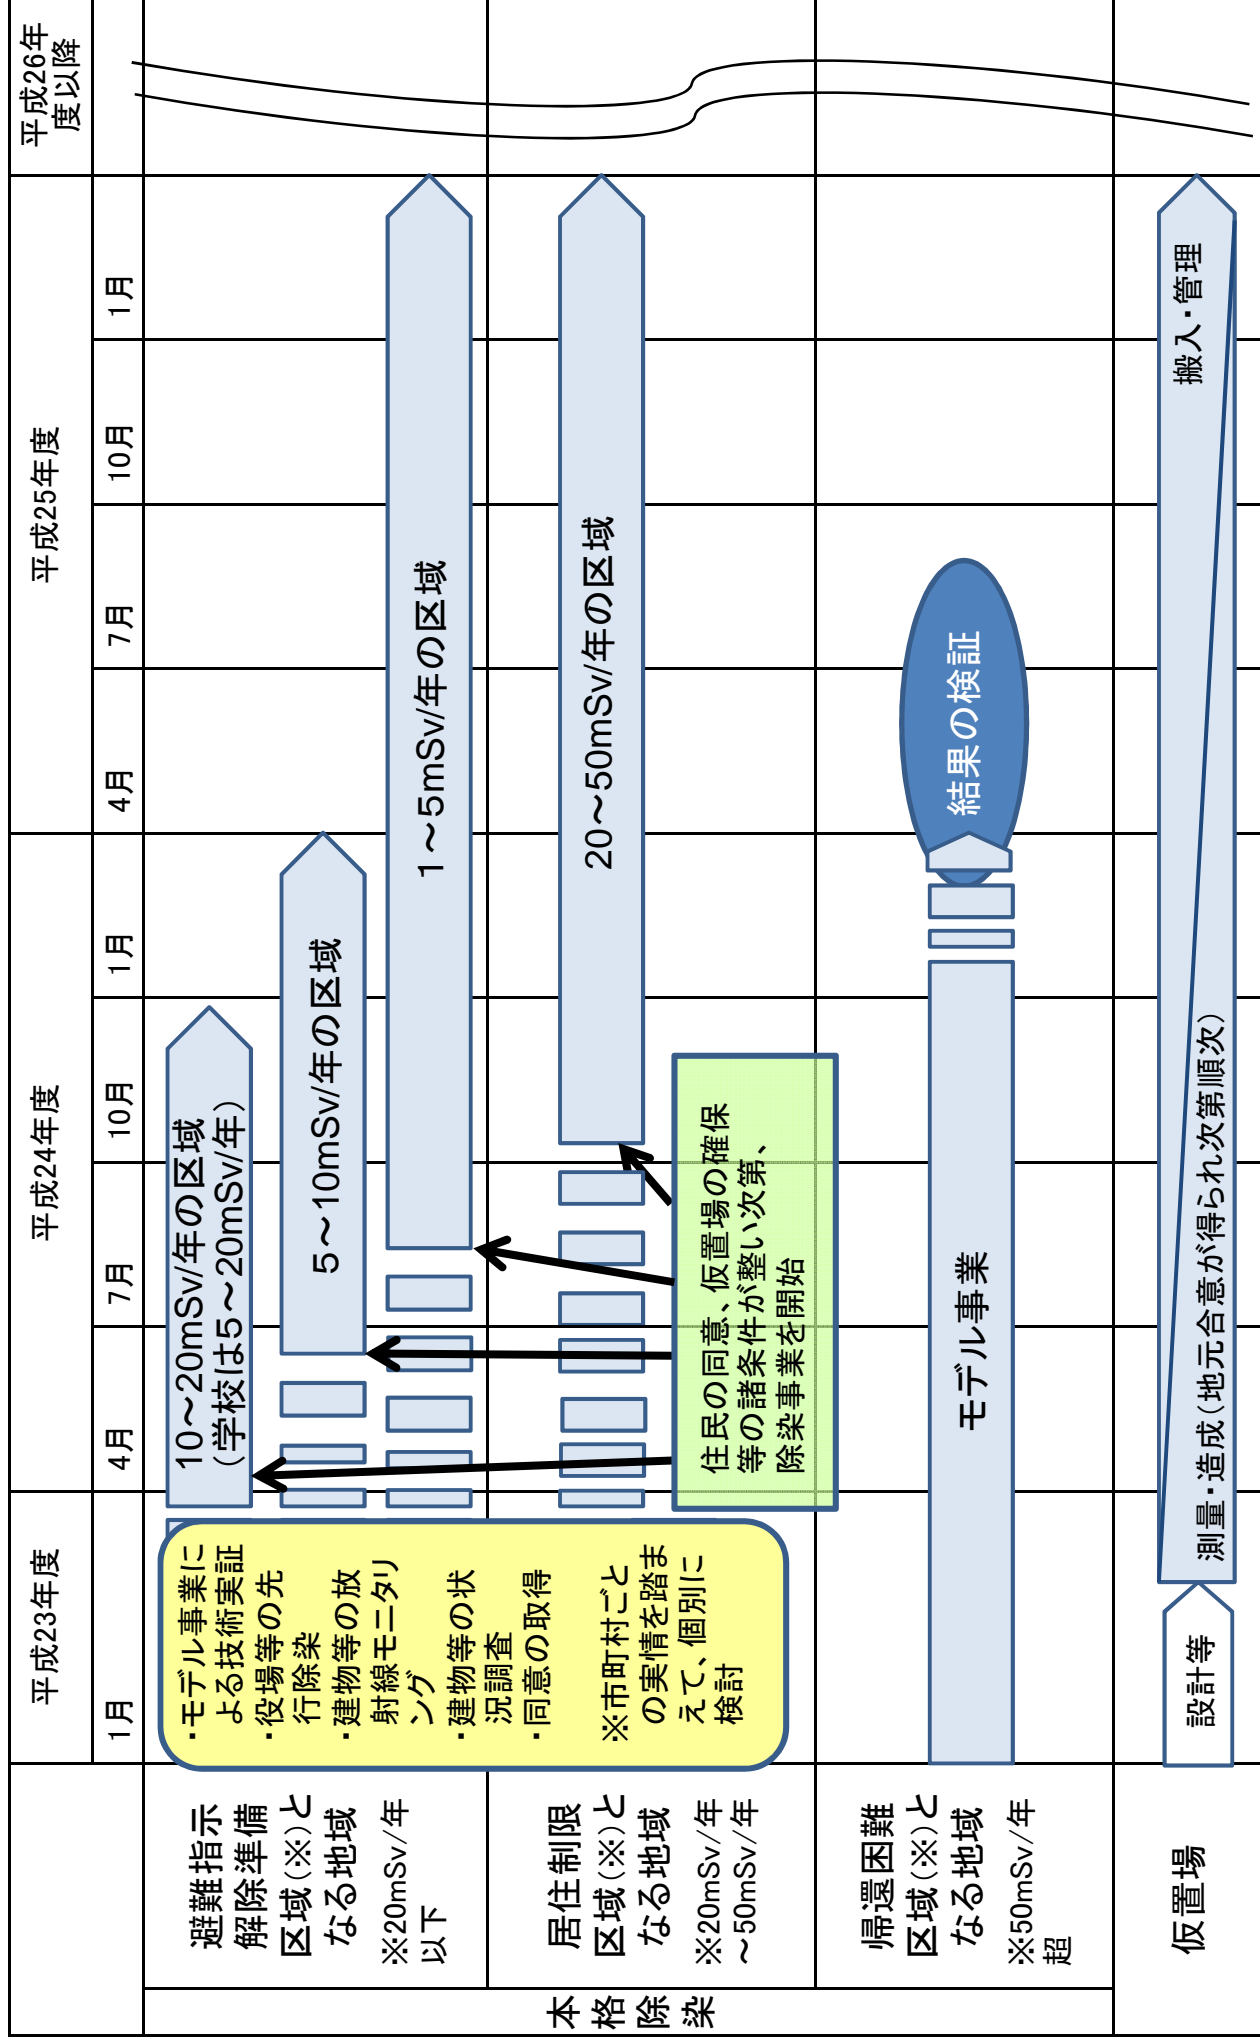 平成23年度
平成24年度
平成25年度
平成26年
度以降
1月
4月
7月
10月
1月
4月
7月
10月
1月
本格除染
避難指示
解除準備
区域(※)と
なる地域
※20mSv/年
以下
・モデル事業に
よる技術実証
・役場等の先
行除染
・建物等の放
射線モニタリ
ング
・建物等の状
況調査
・同意の取得
※市町村ごと
の実情を踏ま
えて、個別に
検討
10～20mSv/年の区域
(学校は5～20mSv/年)
5～10mSv/年の区域
1～5mSv/年の区域
居住制限
区域(※)と
なる地域
※20mSv/年
～50mSv/年
20～50mSv/年の区域
住民の同意、仮置場の確保
等の諸条件が整い次第、
除染事業を開始
帰還困難
区域(※)と
なる地域
※50mSv/年
超
モデル事業
結果の検証
仮置場
設計等
測量・造成(地元合意が得られ次第順次)
搬入・管理